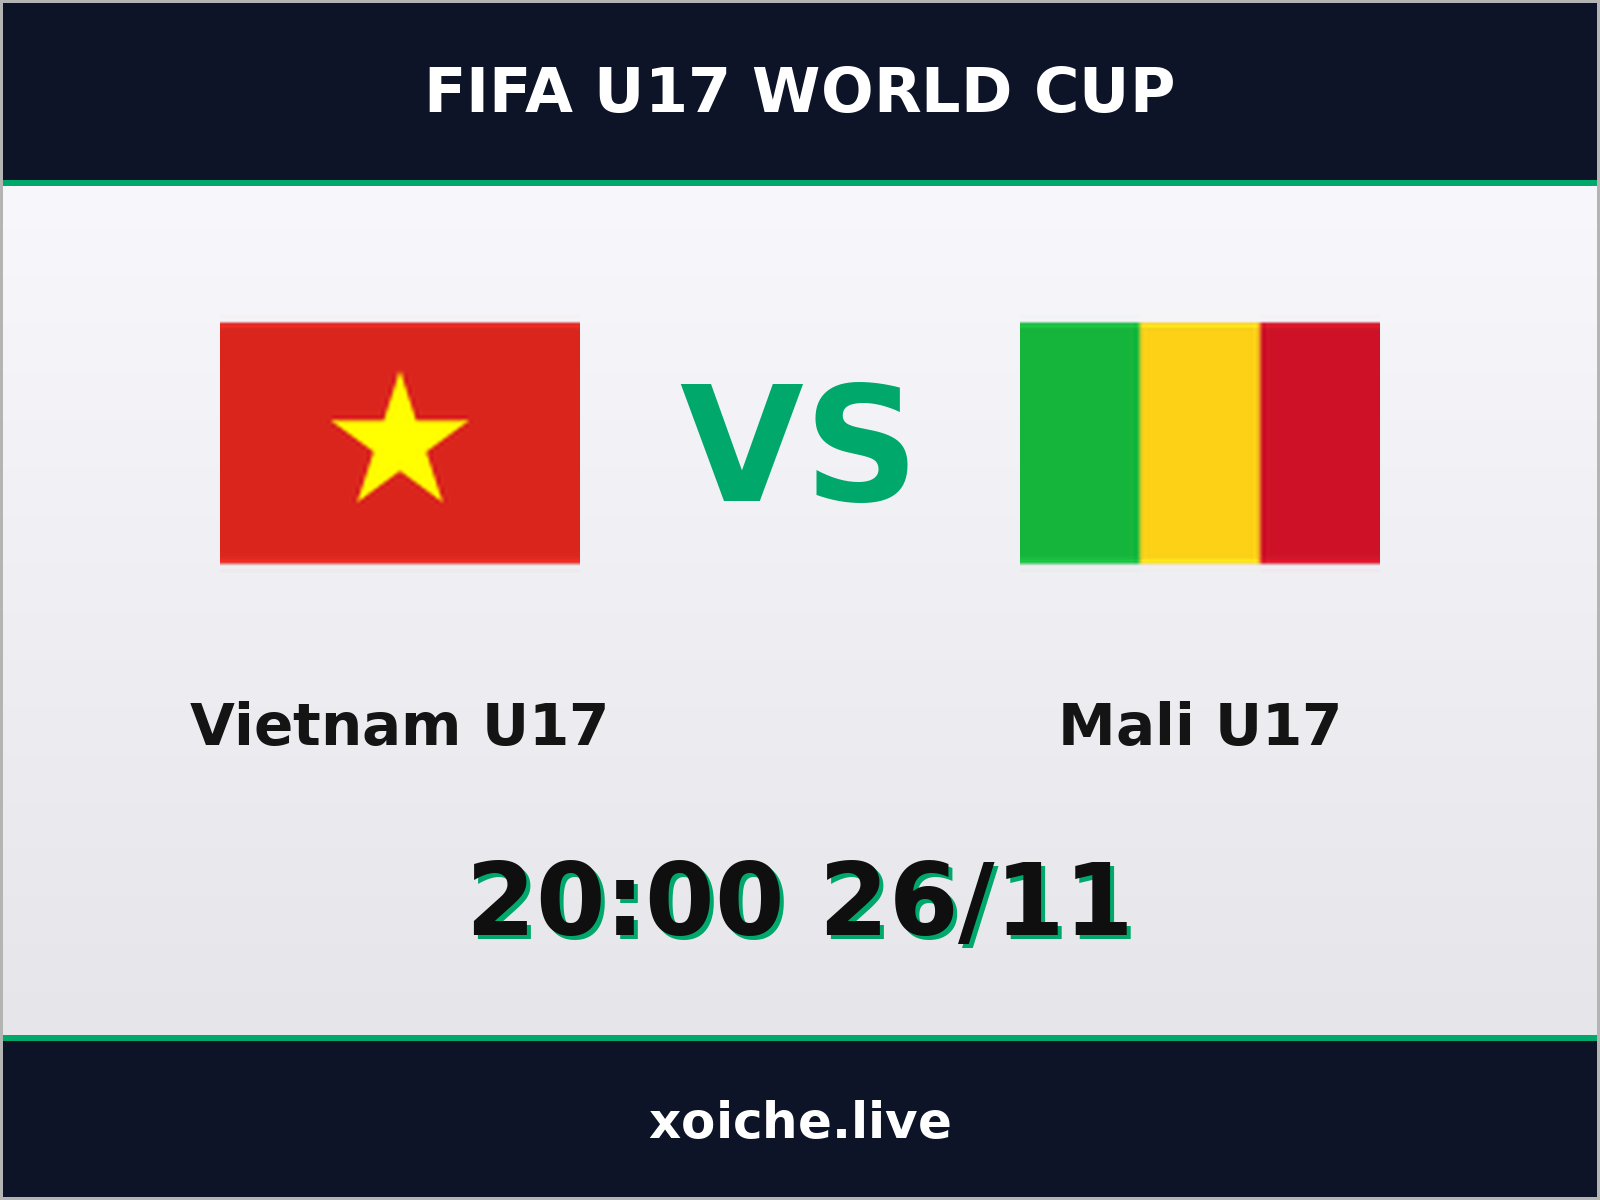 FIFA U17 WORLD CUP
VS
Vietnam U17
Mali U17
20:00 26/11
xoiche.live